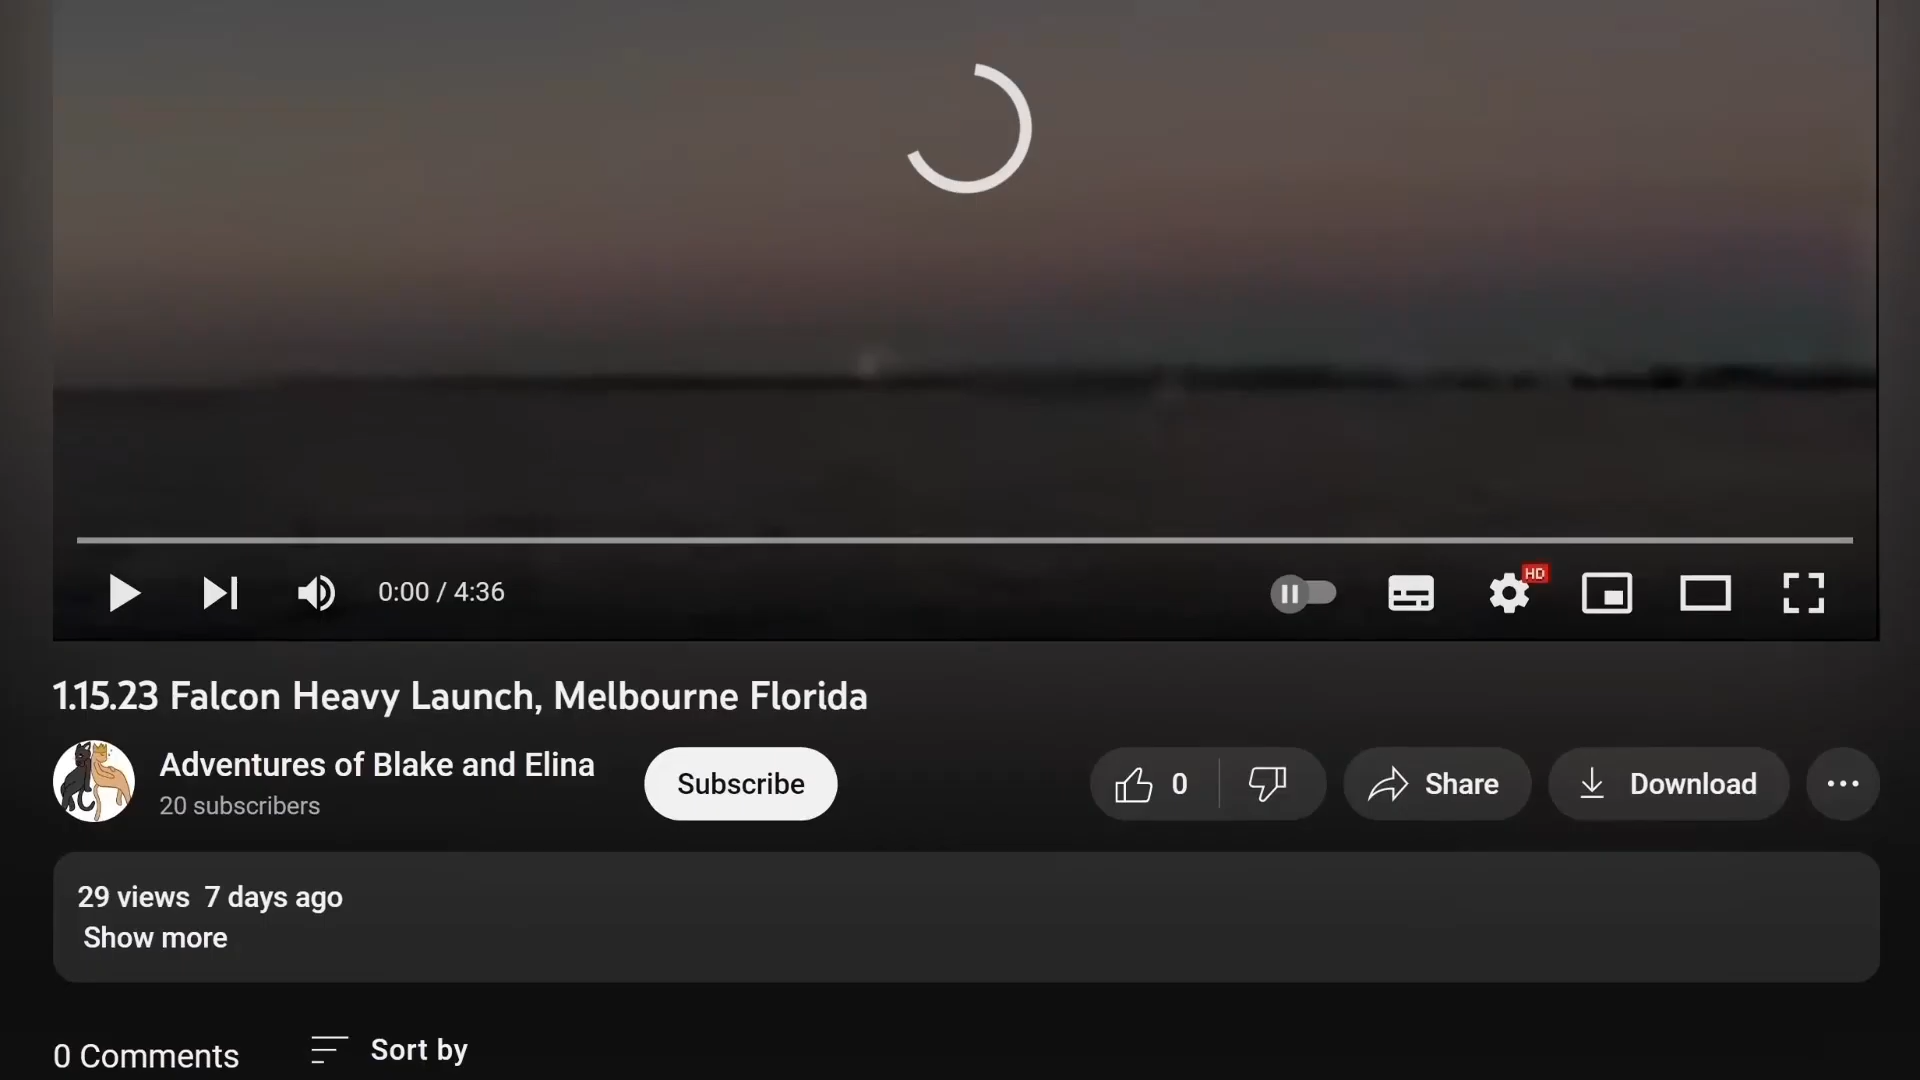 0:00 / 4:36
HD
1.15.23 Falcon Heavy Launch, Melbourne Florida
Adventures of Blake and Elina
20 subscribers
Subscribe
0
Share
Download
29 views 7 days ago
Show more
0 Comments
Sort by